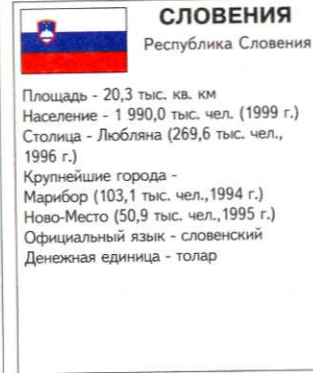 СЛОВЕНИЯ
Республика Словения
Площадь - 20,3 тыс. кв. км
Население - 1 990,0 тыс. чел. (1999 г.)
Столица - Любляна (269,6 тыс. чел.,
1996 г.)
Крупнейшие города -
Марибор (103,1 тыс. чел.,1994 г.)
Ново-Место (50,9 тыс. чел.,1995 г.)
Официальный язык - словенский
Денежная единица - толар